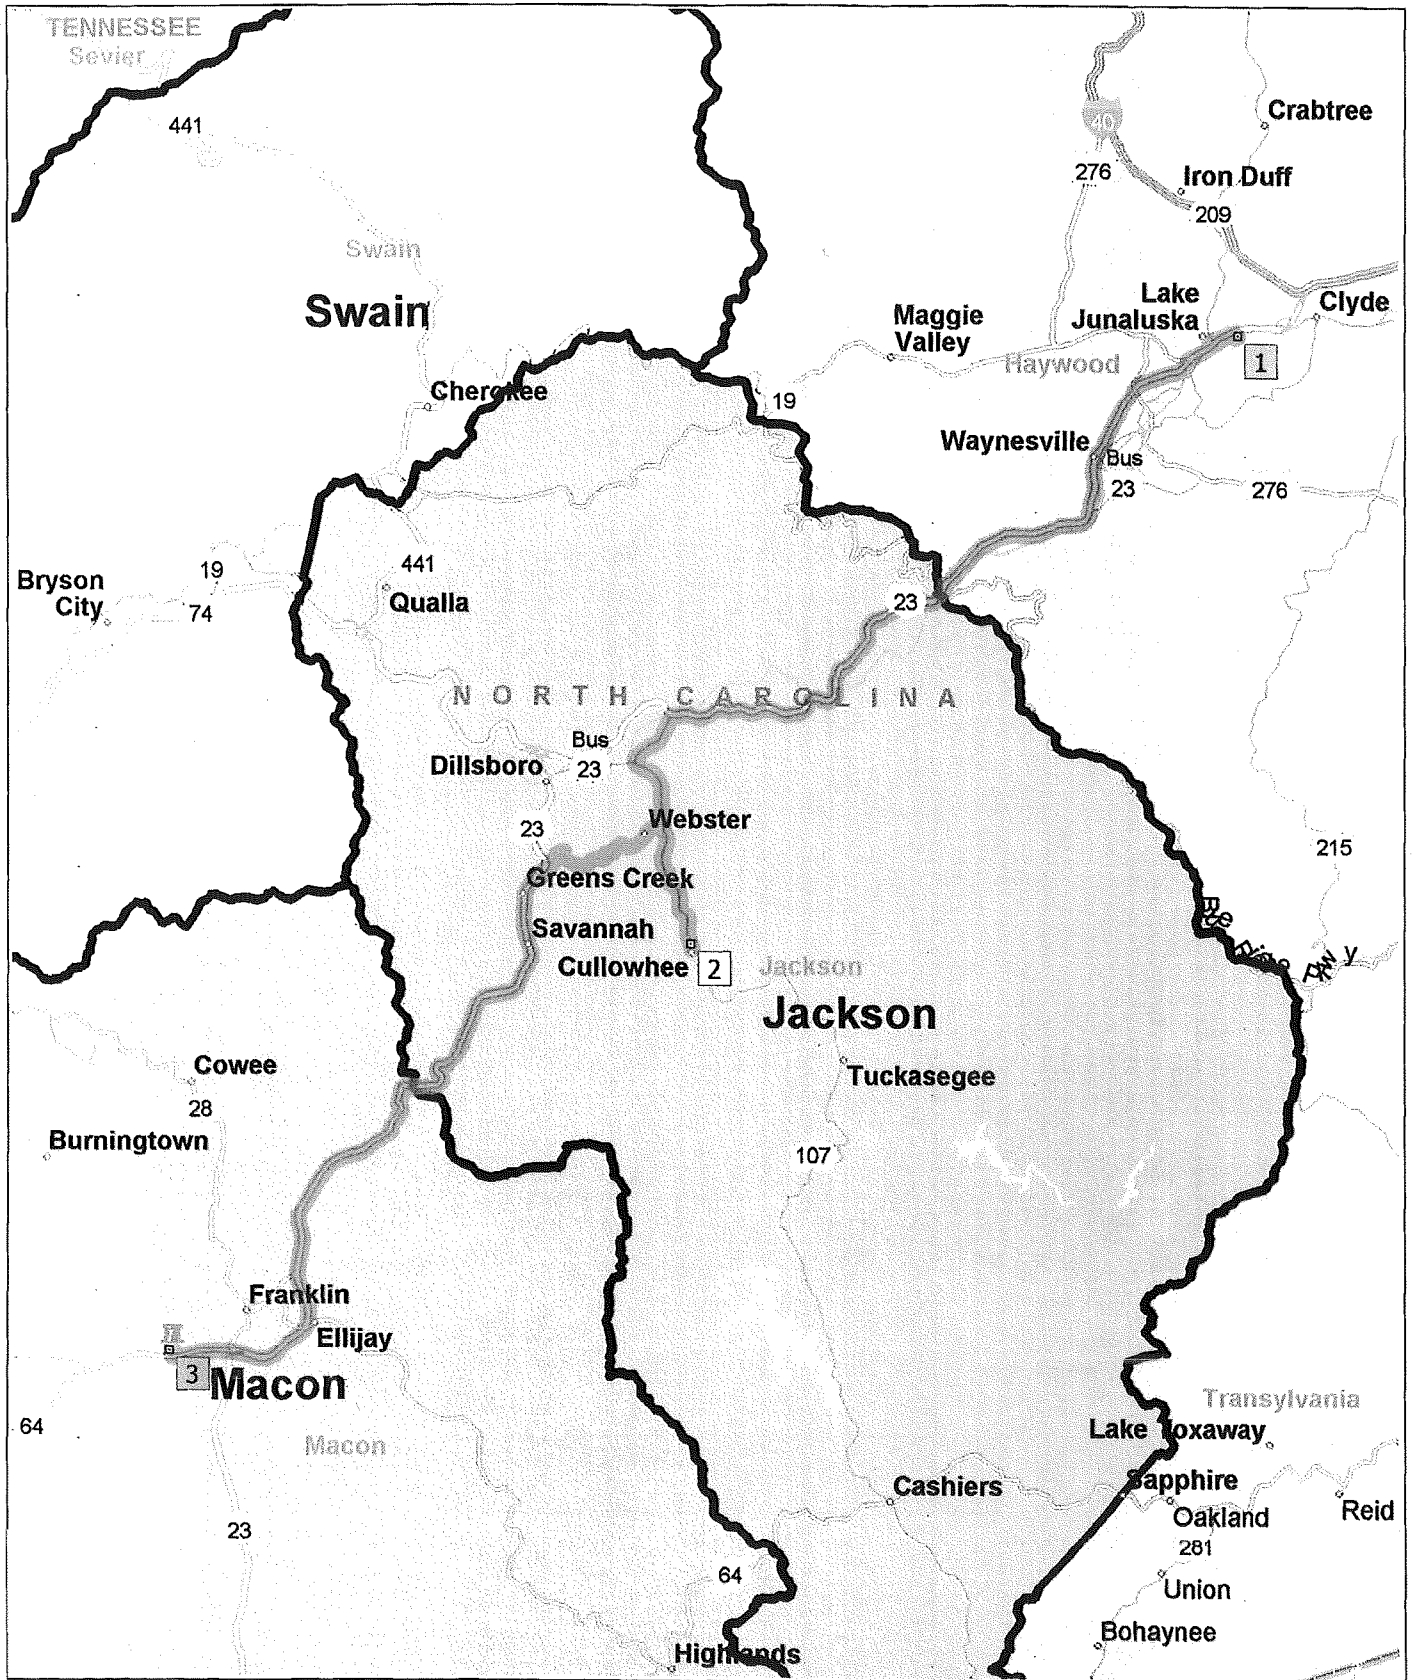 TENNESSEE
Sevier
441
40
Crabtree
276
Iron Duff
209
Swain
Swain
Lake
Junaluska
Clyde
Maggie
Valley
Haywood
1
Cherokee
19
Waynesville
Bus
23
276
441
19
Bryson
City
74
Qualla
23
NORTH CAROLINA
Bus
23
Dillsboro
Webster
23
215
Greens Creek
Savannah
Cullowhee
2
Jackson
Jackson
Pkwy
Cowee
28
Tuckasegee
Burningtown
107
Franklin
Ellijay
3
Macon
Macon
64
Transylvania
Lake Toxaway
Cashiers
Sapphire
Oakland
Reid
23
281
64
Union
Bohaynee
Highlands